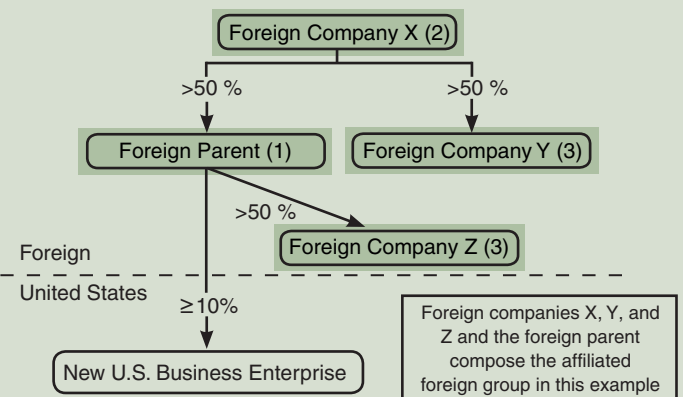 Foreign Company X (2)
>50 %
>50 %
Foreign Parent (1)
Foreign Company Y (3)
>50 %
Foreign Company Z (3)
Foreign
United States
≥10%
New U.S. Business Enterprise
Foreign companies X, Y, and
Z and the foreign parent
compose the affiliated
foreign group in this example